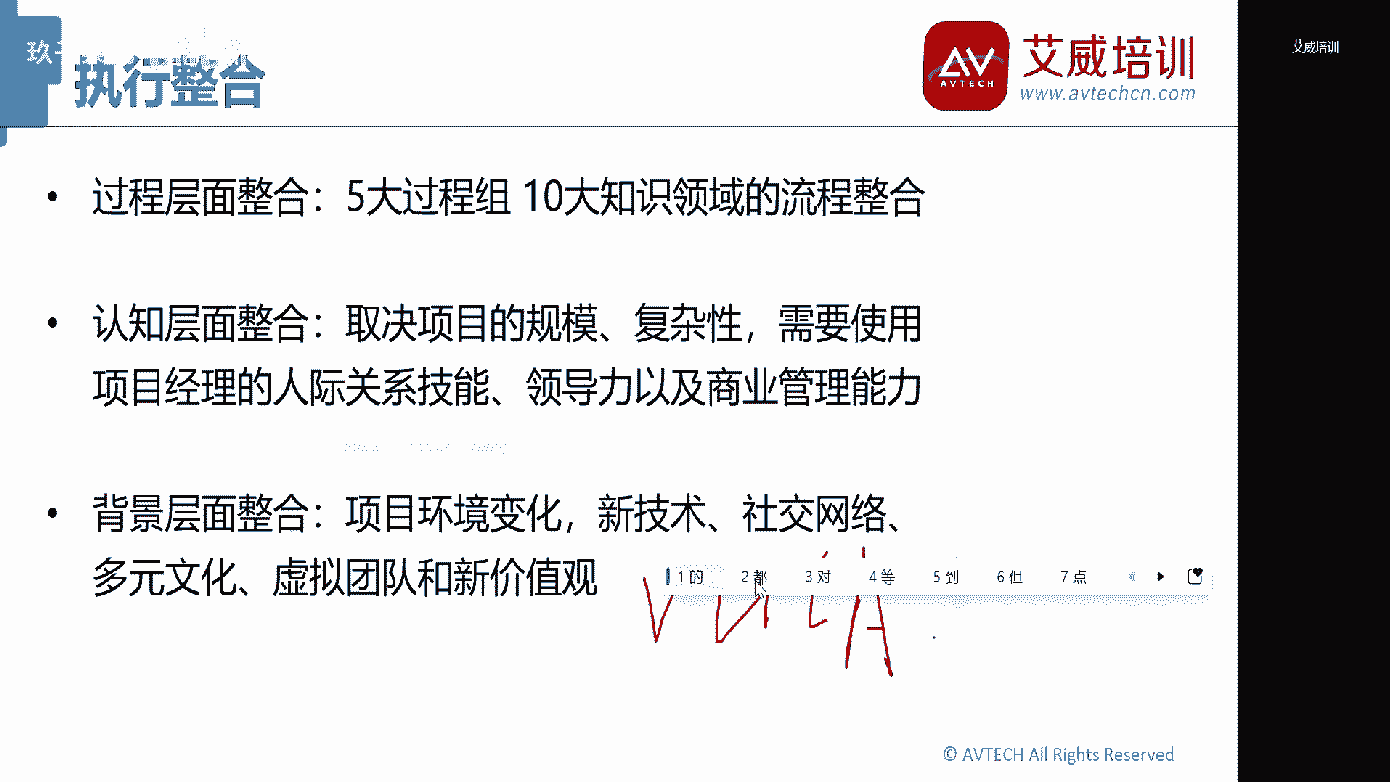 玖
执行整合
AVTECH
艾威培训
www.avtechcn.com
艾威培训
• 过程层面整合：5大过程组 10大知识领域的流程整合
• 认知层面整合：取决项目的规模、复杂性，需要使用
项目经理的人际关系技能、领导力以及商业管理能力
• 背景层面整合：项目环境变化，新技术、社交网络、
多元文化、虚拟团队和新价值观
1 的 2 都 3 对 4 等 5 到 6 但 7 点
© AVTECH All Rights Reserved